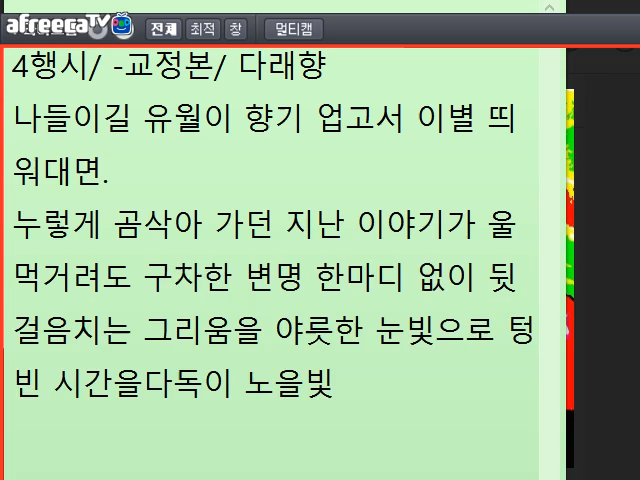 afreecaTV
전체 최적 창 멀티캠
4행시/ -교정본/ 다래향
나들이길 유월이 향기 업고서 이별 띄
워대면.
누렇게 곰삭아 가던 지난 이야기가 울
먹거려도 구차한 변명 한마디 없이 뒷
걸음치는 그리움을 야릇한 눈빛으로 텅
빈 시간을다독이 노을빛